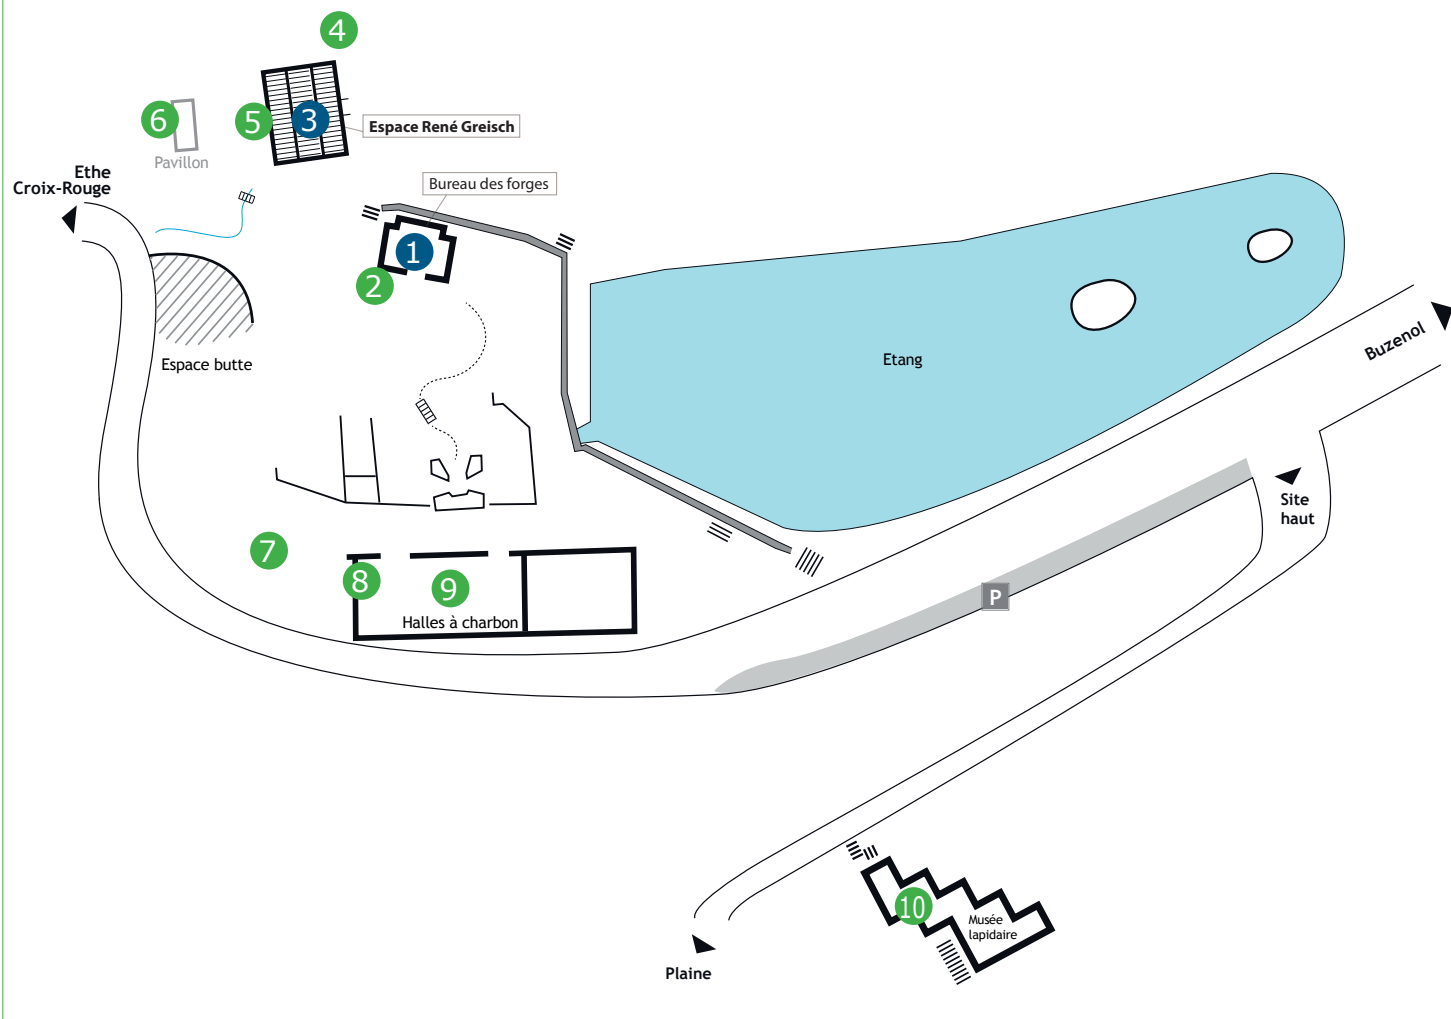 4
6
5
3
Espace René Greisch
Pavillon
Ethe
Croix-Rouge
Bureau des forges
1
2
Espace butte
Etang
Buzenol
Site
haut
7
8
9
Halles à charbon
P
10
Musée
lapidaire
Plaine